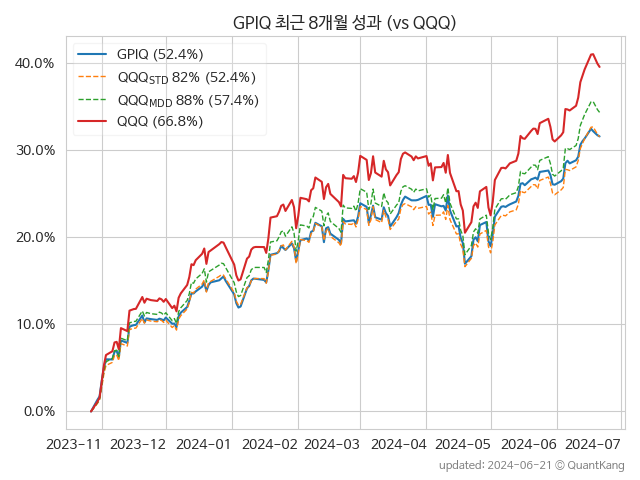 GPIQ 최근 8개월 성과 (vs QQQ)
GPIQ (52.4%)
QQQSTD 82% (52.4%)
QQQMDD 88% (57.4%)
QQQ (66.8%)
40.0%
30.0%
20.0%
10.0%
0.0%
2023-11 2023-12 2024-01 2024-02 2024-03 2024-04 2024-05 2024-06 2024-07
updated: 2024-06-21 © QuantKang